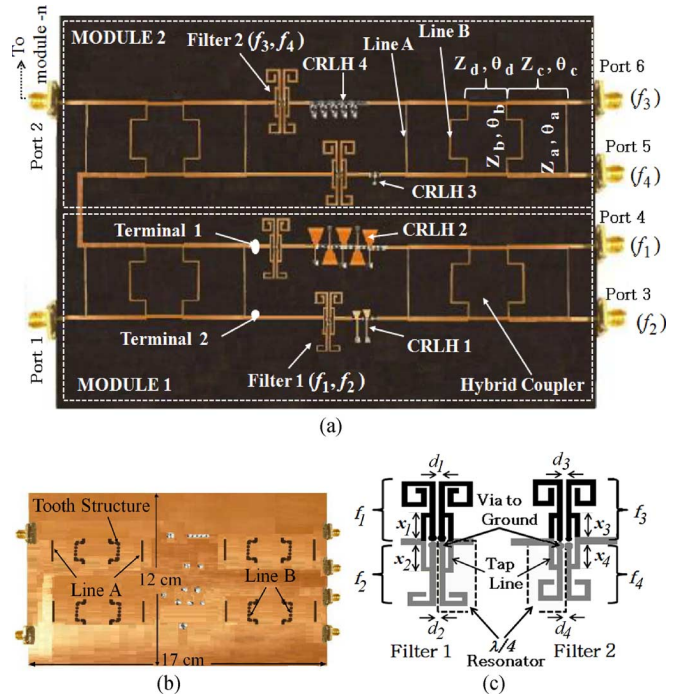 To
module -n
MODULE 2
Filter 2 (f3, f4)
CRLH 4
Line A
Line B
Zd, θd
Zc, θc
Zb, θb
Za, θa
Port 6
(f3)
Port 2
Port 5
(f4)
CRLH 3
Terminal 1
CRLH 2
Port 4
(f1)
Terminal 2
CRLH 1
Port 3
(f2)
Port 1
Filter 1 (f1, f2)
Hybrid Coupler
MODULE 1
(a)
Tooth Structure
Line A
12 cm
Line B
17 cm
(b)
d1
d3
f1
Via to
Ground
f3
x1
x3
x2
x4
f2
Tap
Line
f4
d2
λ/4
d4
Filter 1
Resonator
Filter 2
(c)